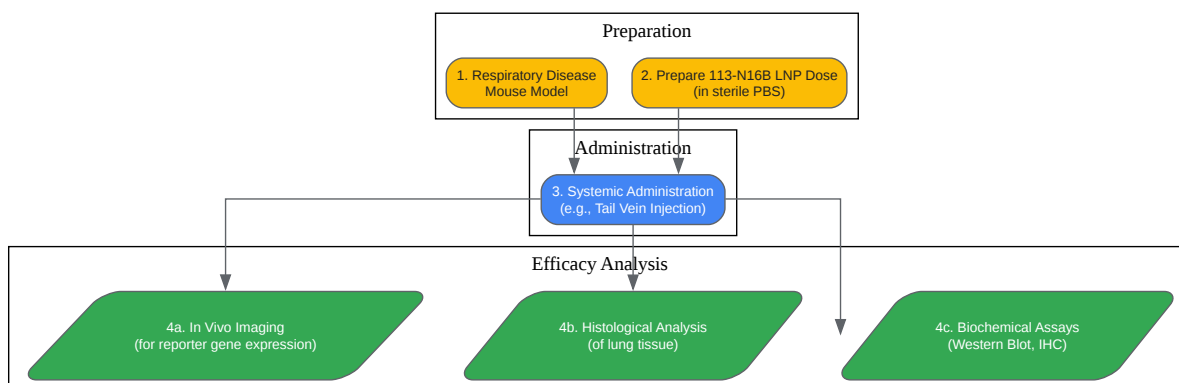 Preparation
1. Respiratory Disease
Mouse Model
2. Prepare 113-N16B LNP Dose
(in sterile PBS)
Administration
3. Systemic Administration
(e.g., Tail Vein Injection)
Efficacy Analysis
4a. In Vivo Imaging
(for reporter gene expression)
4b. Histological Analysis
(of lung tissue)
4c. Biochemical Assays
(Western Blot, IHC)